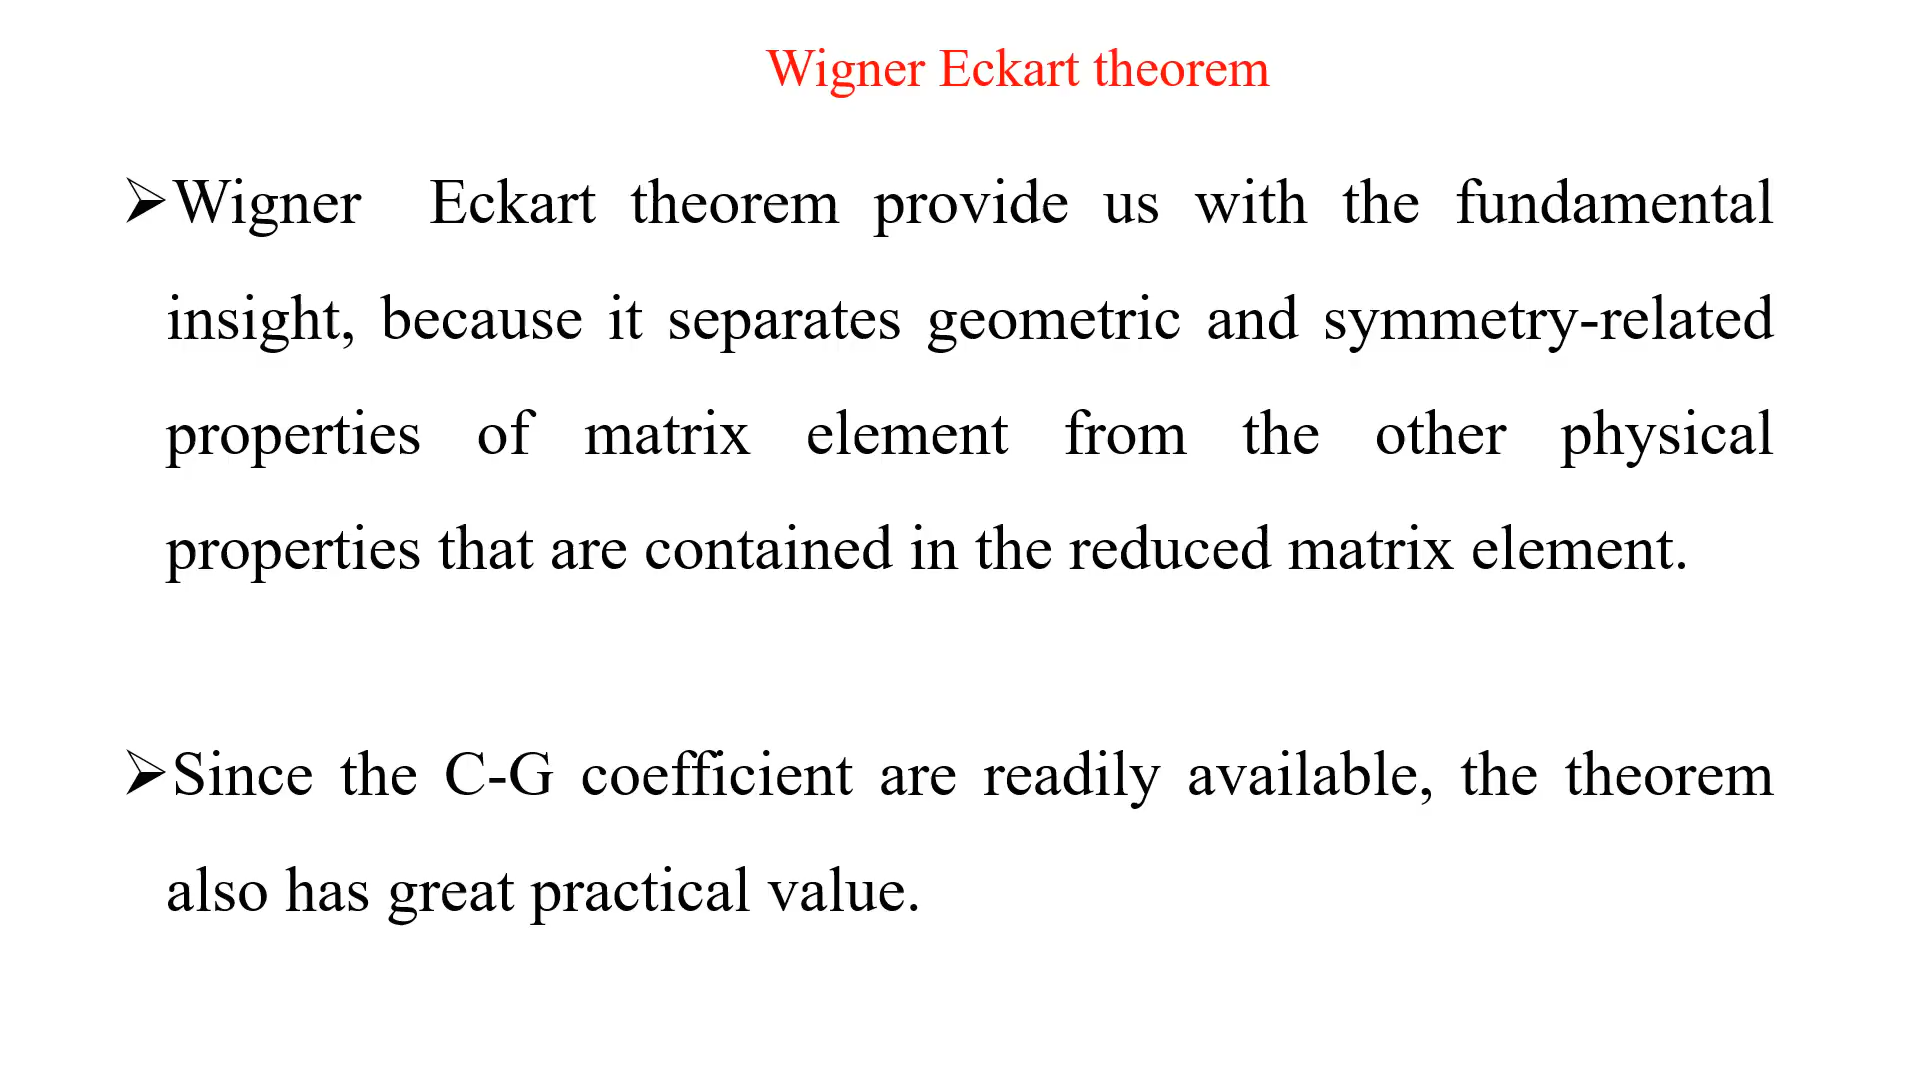 Wigner Eckart theorem
➢Wigner Eckart theorem provide us with the fundamental
insight, because it separates geometric and symmetry-related
properties of matrix element from the other physical
properties that are contained in the reduced matrix element.
➢Since the C-G coefficient are readily available, the theorem
also has great practical value.